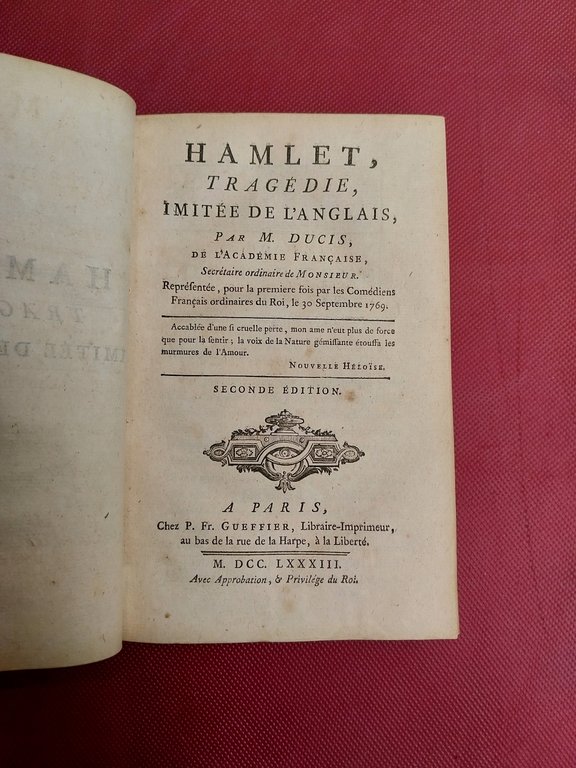 HAMLET,
TRAGÉDIE,
IMITÉE DE L'ANGLAIS,
PAR M. DUCIS,
DE L'ACADÉMIE FRANÇAISE,
Secrétaire ordinaire de MONSIEUR.
Repréſentée, pour la premiere fois par les Comédiens
Français ordinaires du Roi, le 30 Septembre 1769.
Accablée d'une ſi cruelle perte, mon ame n'eut plus de force
que pour la ſentir; la voix de la Nature gémiſſante étouffa les
murmures de l'Amour.
NOUVELLE HÉLOÏSE.
SECONDE ÉDITION.
A PARIS,
Chez P. Fr. GUEFFIER, Libraire-Imprimeur,
au bas de la rue de la Harpe, à la Liberté.
M. DCC. LXXXIII.
Avec Approbation, & Privilége du Roi.